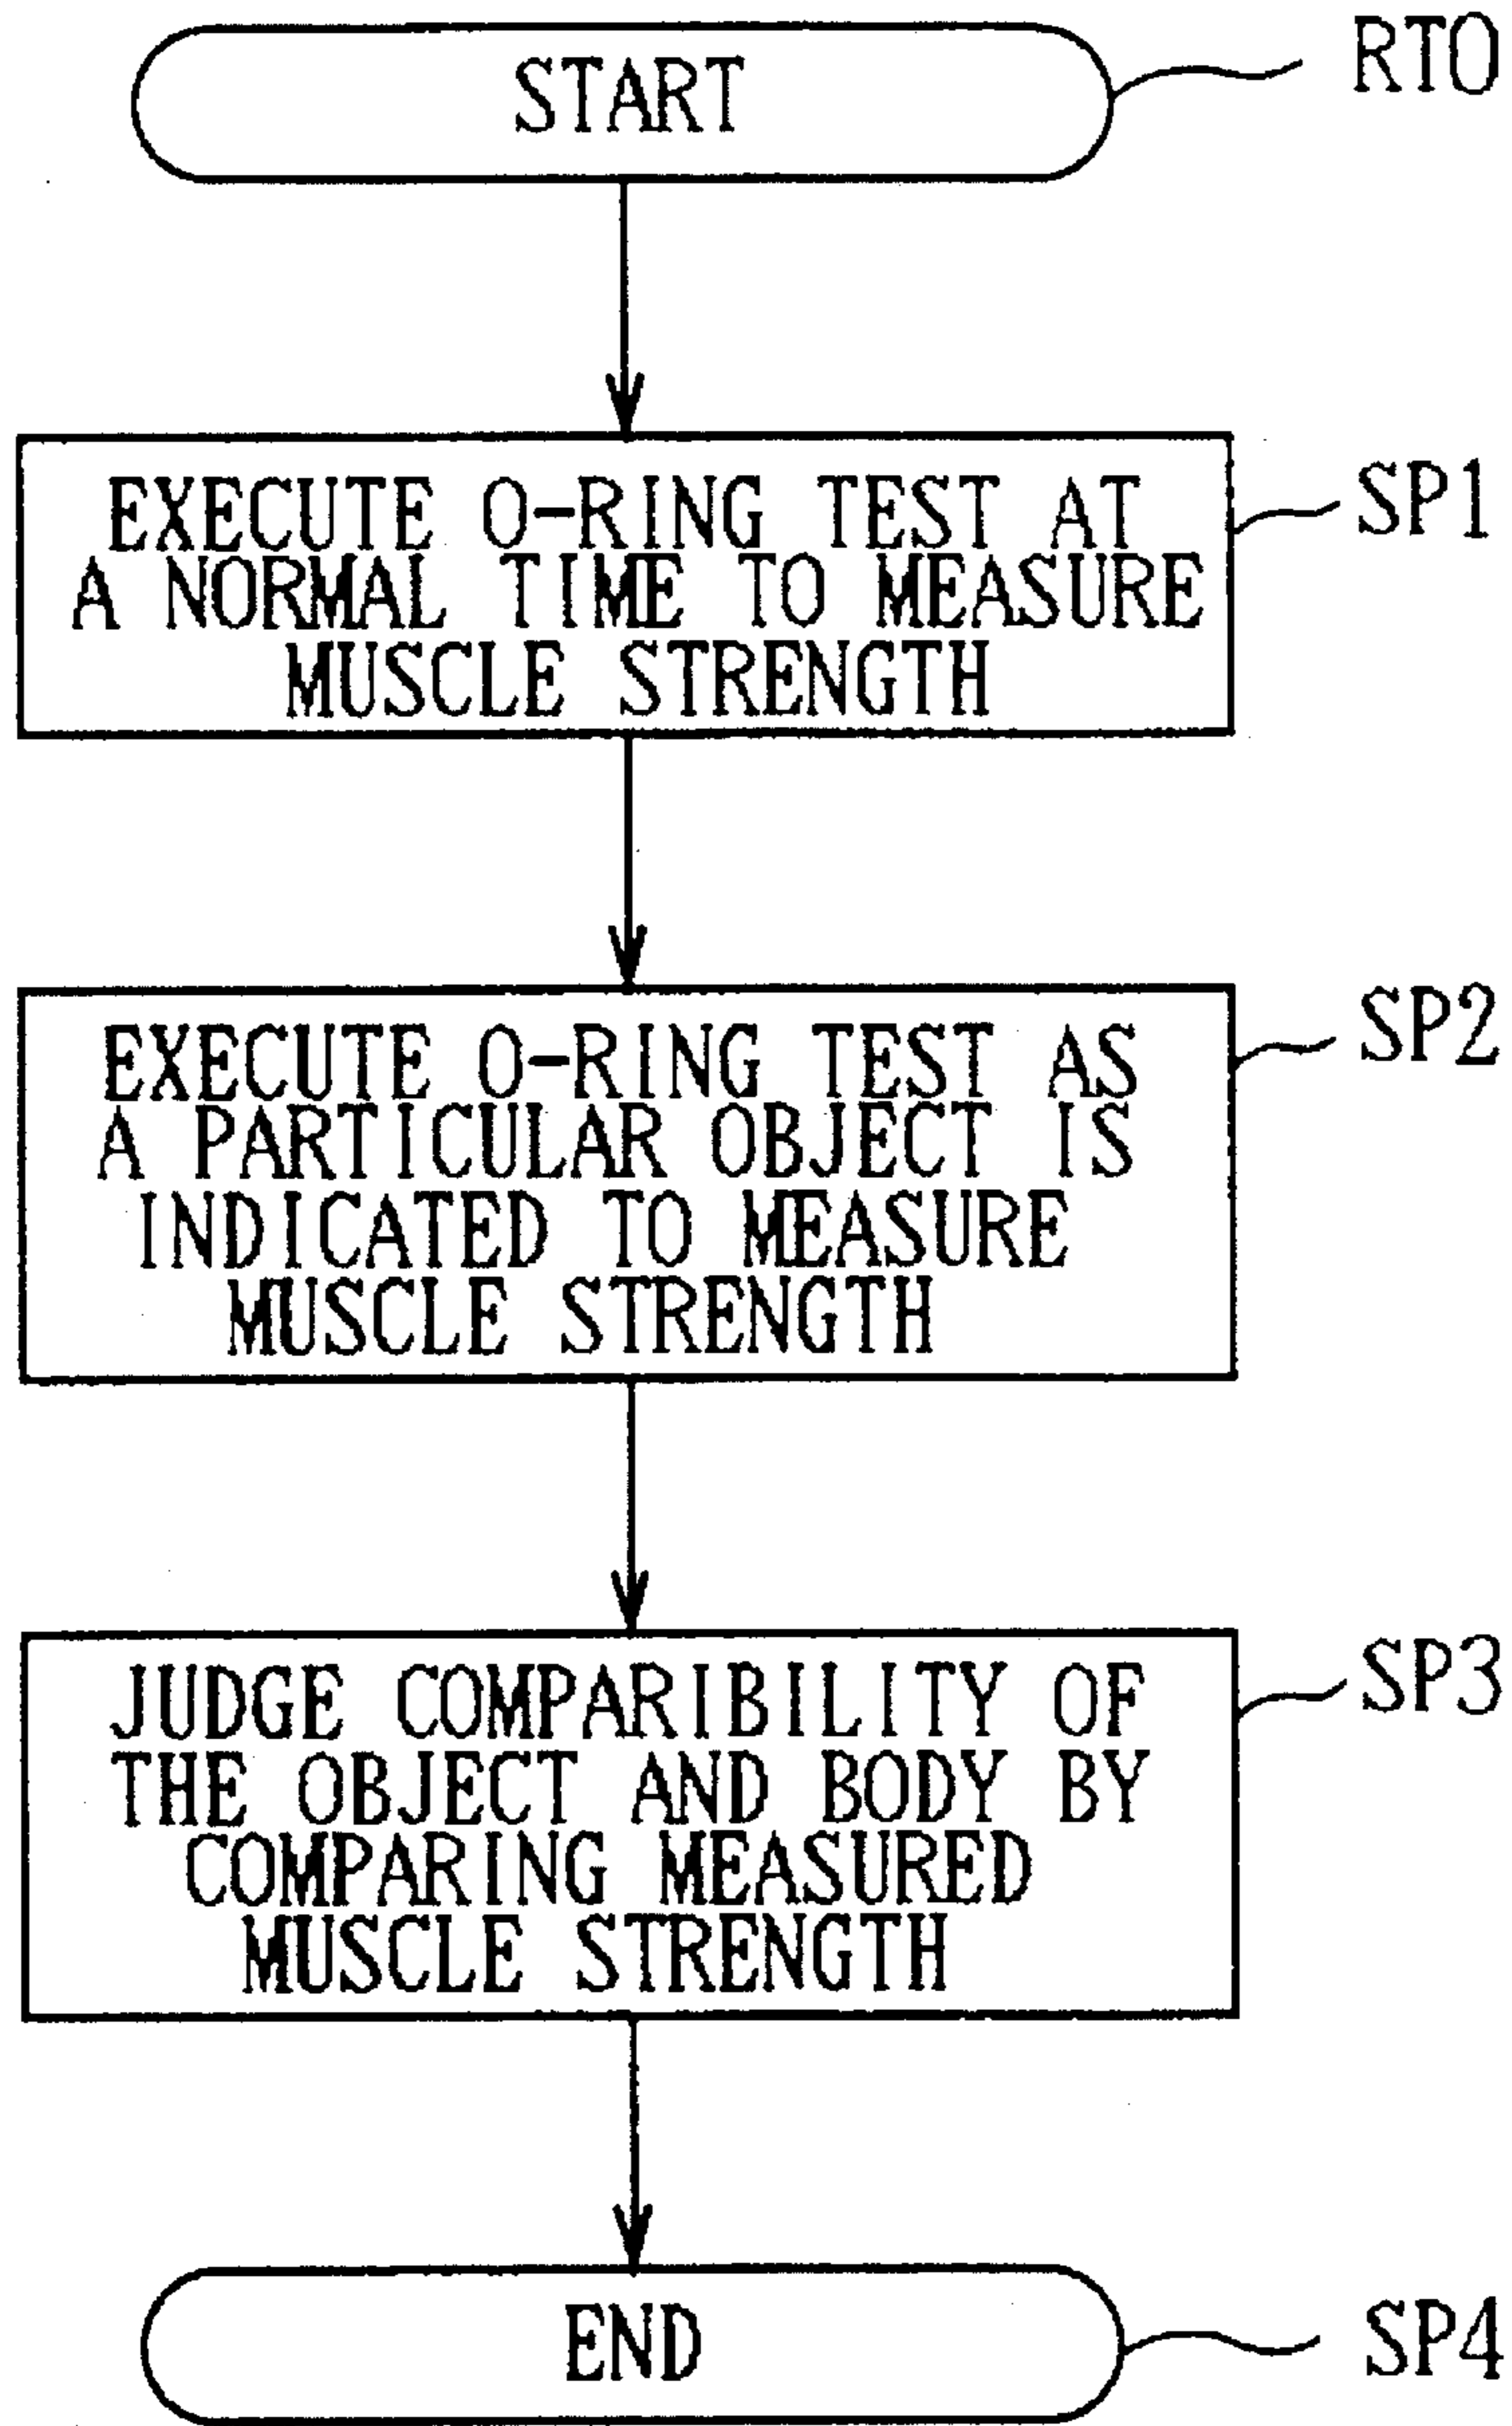 START
RT0
EXECUTE O-RING TEST AT
A NORMAL TIME TO MEASURE
MUSCLE STRENGTH
SP1
EXECUTE O-RING TEST AS
A PARTICULAR OBJECT IS
INDICATED TO MEASURE
MUSCLE STRENGTH
SP2
JUDGE COMPARIBILITY OF
THE OBJECT AND BODY BY
COMPARING MEASURED
MUSCLE STRENGTH
SP3
END
SP4